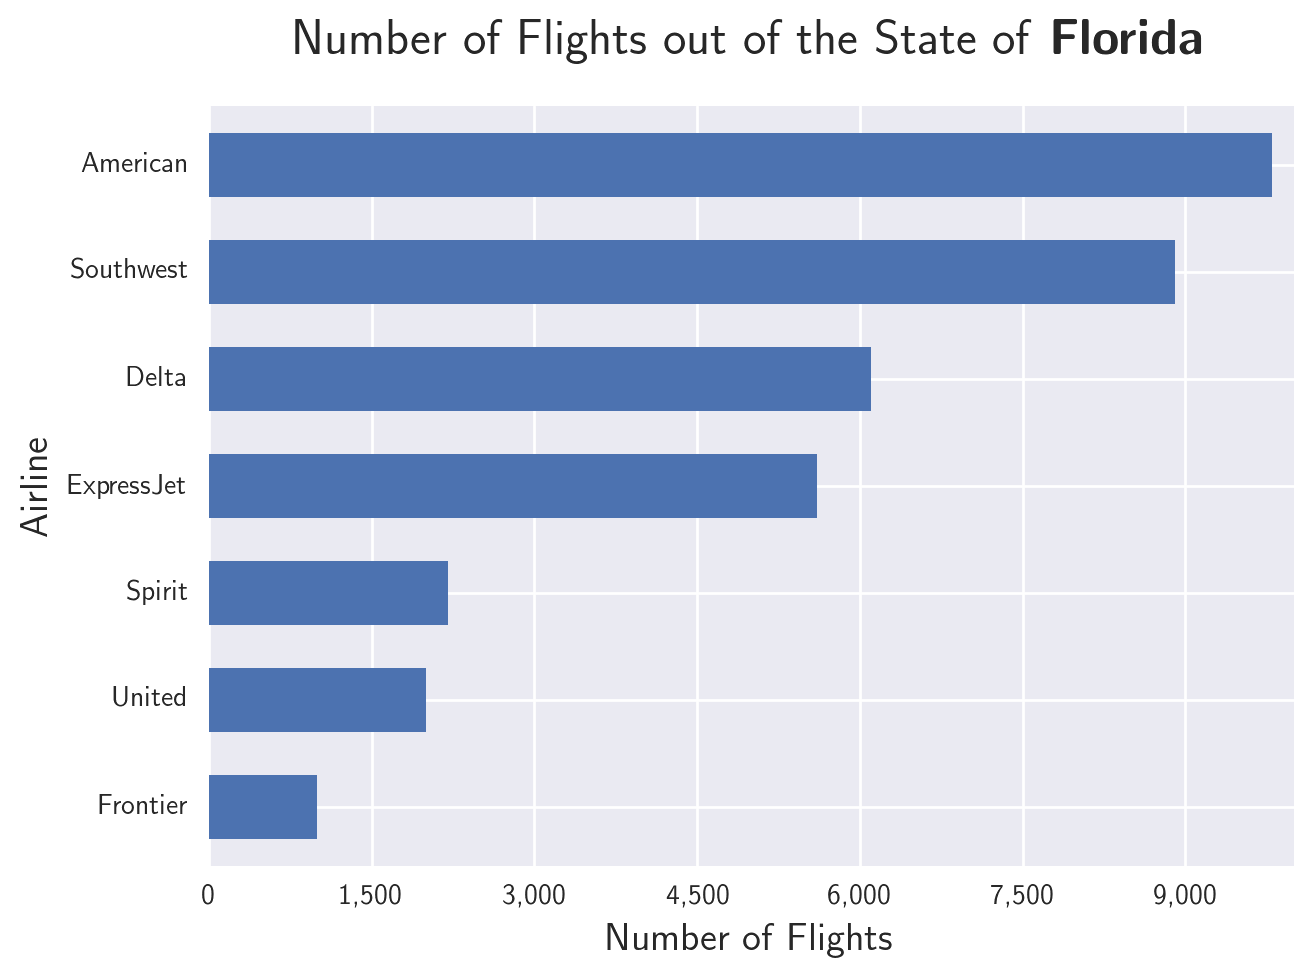 Number of Flights out of the State of Florida
American
Southwest
Delta
ExpressJet
Spirit
United
Frontier
Airline
0 1,500 3,000 4,500 6,000 7,500 9,000
Number of Flights